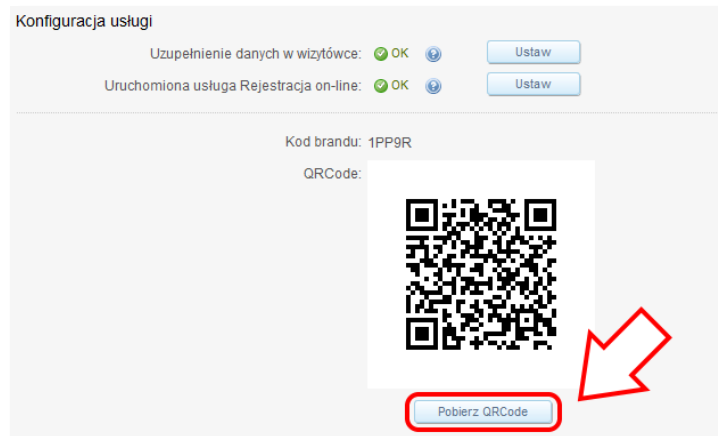 Konfiguracja usługi
Uzupełnienie danych w wizytówce: OK Ustaw
Uruchomiona usługa Rejestracja on-line: OK Ustaw
Kod brandu: 1PP9R
QRCode:
Pobierz QRCode